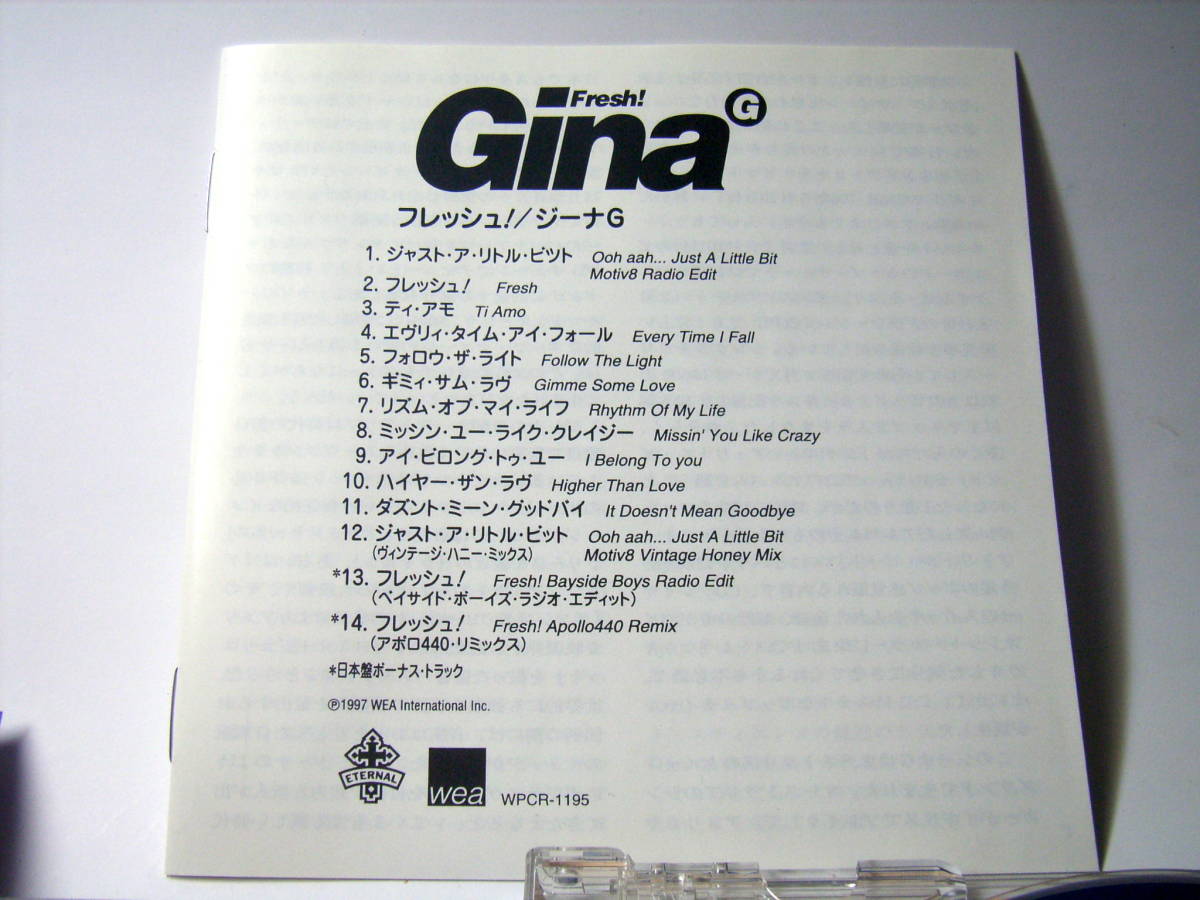 Fresh!
Gina G
フレッシュ!/ジーナG
1. ジャスト・ア・リトル・ビツト Ooh aah... Just A Little Bit
Motiv8 Radio Edit
2. フレッシュ! Fresh
3. ティ・アモ Ti Amo
4. エヴリィ・タイム・アイ・フォール Every Time I Fall
5. フォロウ・ザ・ライト Follow The Light
6. ギミィ・サム・ラヴ Gimme Some Love
7. リズム・オブ・マイ・ライフ Rhythm Of My Life
8. ミッシン・ユー・ライク・クレイジー Missin' You Like Crazy
9. アイ・ビロング・トゥ・ユー I Belong To you
10. ハイヤー・ザン・ラヴ Higher Than Love
11. ダズント・ミーン・グッドバイ It Doesn't Mean Goodbye
12. ジャスト・ア・リトル・ビット Ooh aah... Just A Little Bit
(ヴィンテージ・ハニー・ミックス) Motiv8 Vintage Honey Mix
*13. フレッシュ! Fresh! Bayside Boys Radio Edit
(ベイサイド・ボーイズ・ラジオ・エディット)
*14. フレッシュ! Fresh! Apollo440 Remix
(アポロ440・リミックス)
*日本盤ボーナス・トラック
℗1997 WEA International Inc.
ETERNAL
wea WPCR-1195